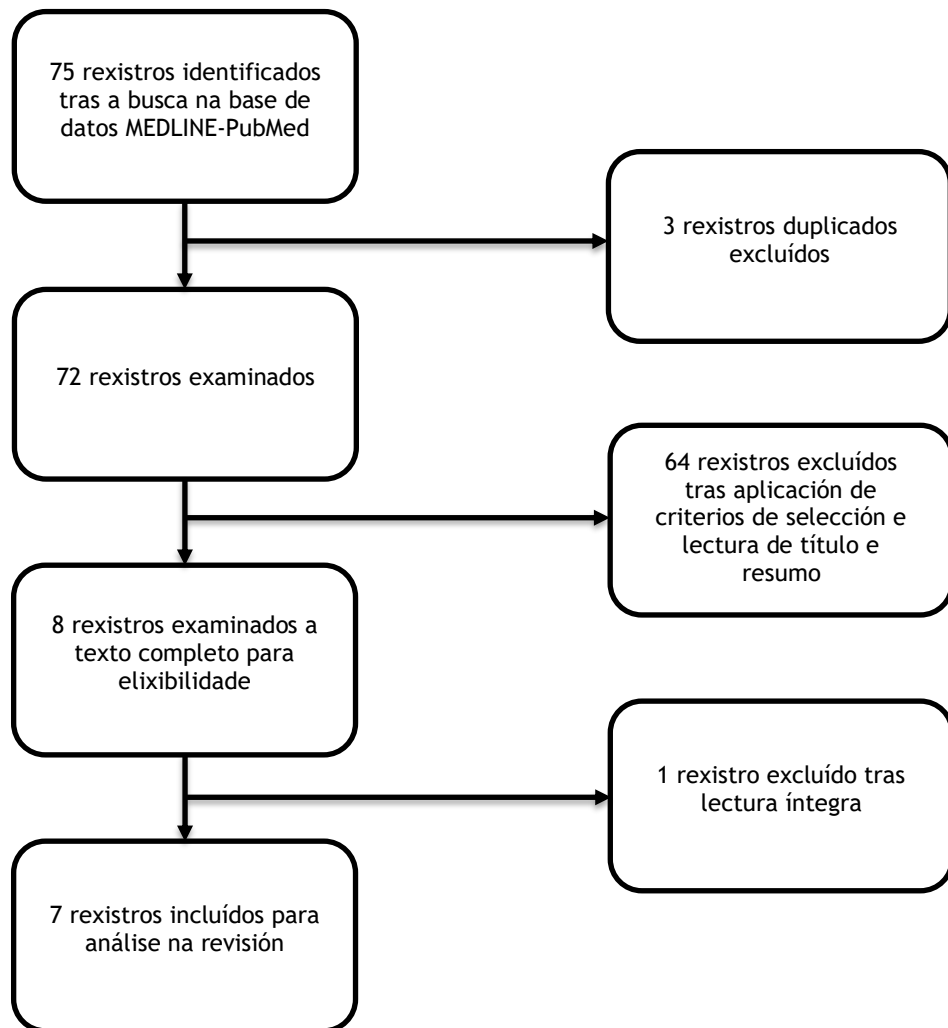 75 rexistros identificados
tras a busca na base de
datos MEDLINE-PubMed
3 rexistros duplicados
excluídos
72 rexistros examinados
64 rexistros excluídos
tras aplicación de
criterios de selección e
lectura de título e
resumo
8 rexistros examinados a
texto completo para
elixibilidade
1 rexistro excluído tras
lectura íntegra
7 rexistros incluídos para
análise na revisión